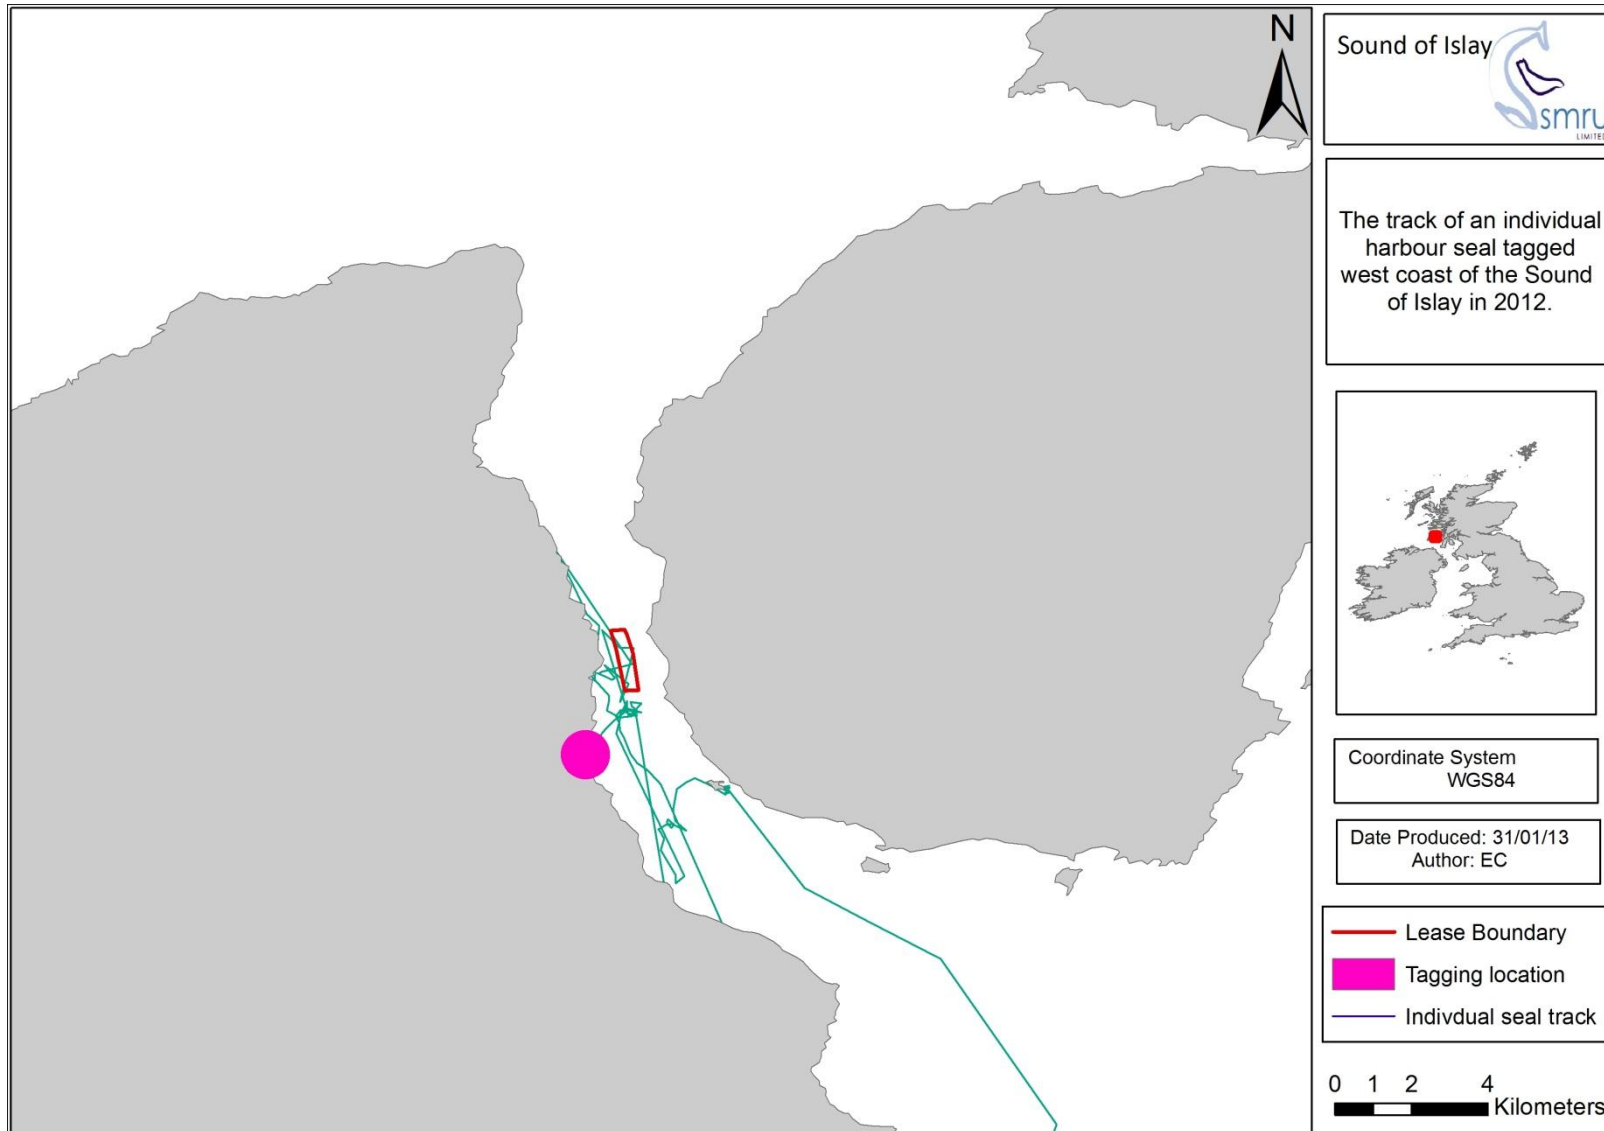 N
Sound of Islay
smru
LIMITED
The track of an individual
harbour seal tagged
west coast of the Sound
of Islay in 2012.
Coordinate System
WGS84
Date Produced: 31/01/13
Author: EC
Lease Boundary
Tagging location
Indivdual seal track
0 1 2 4
Kilometers